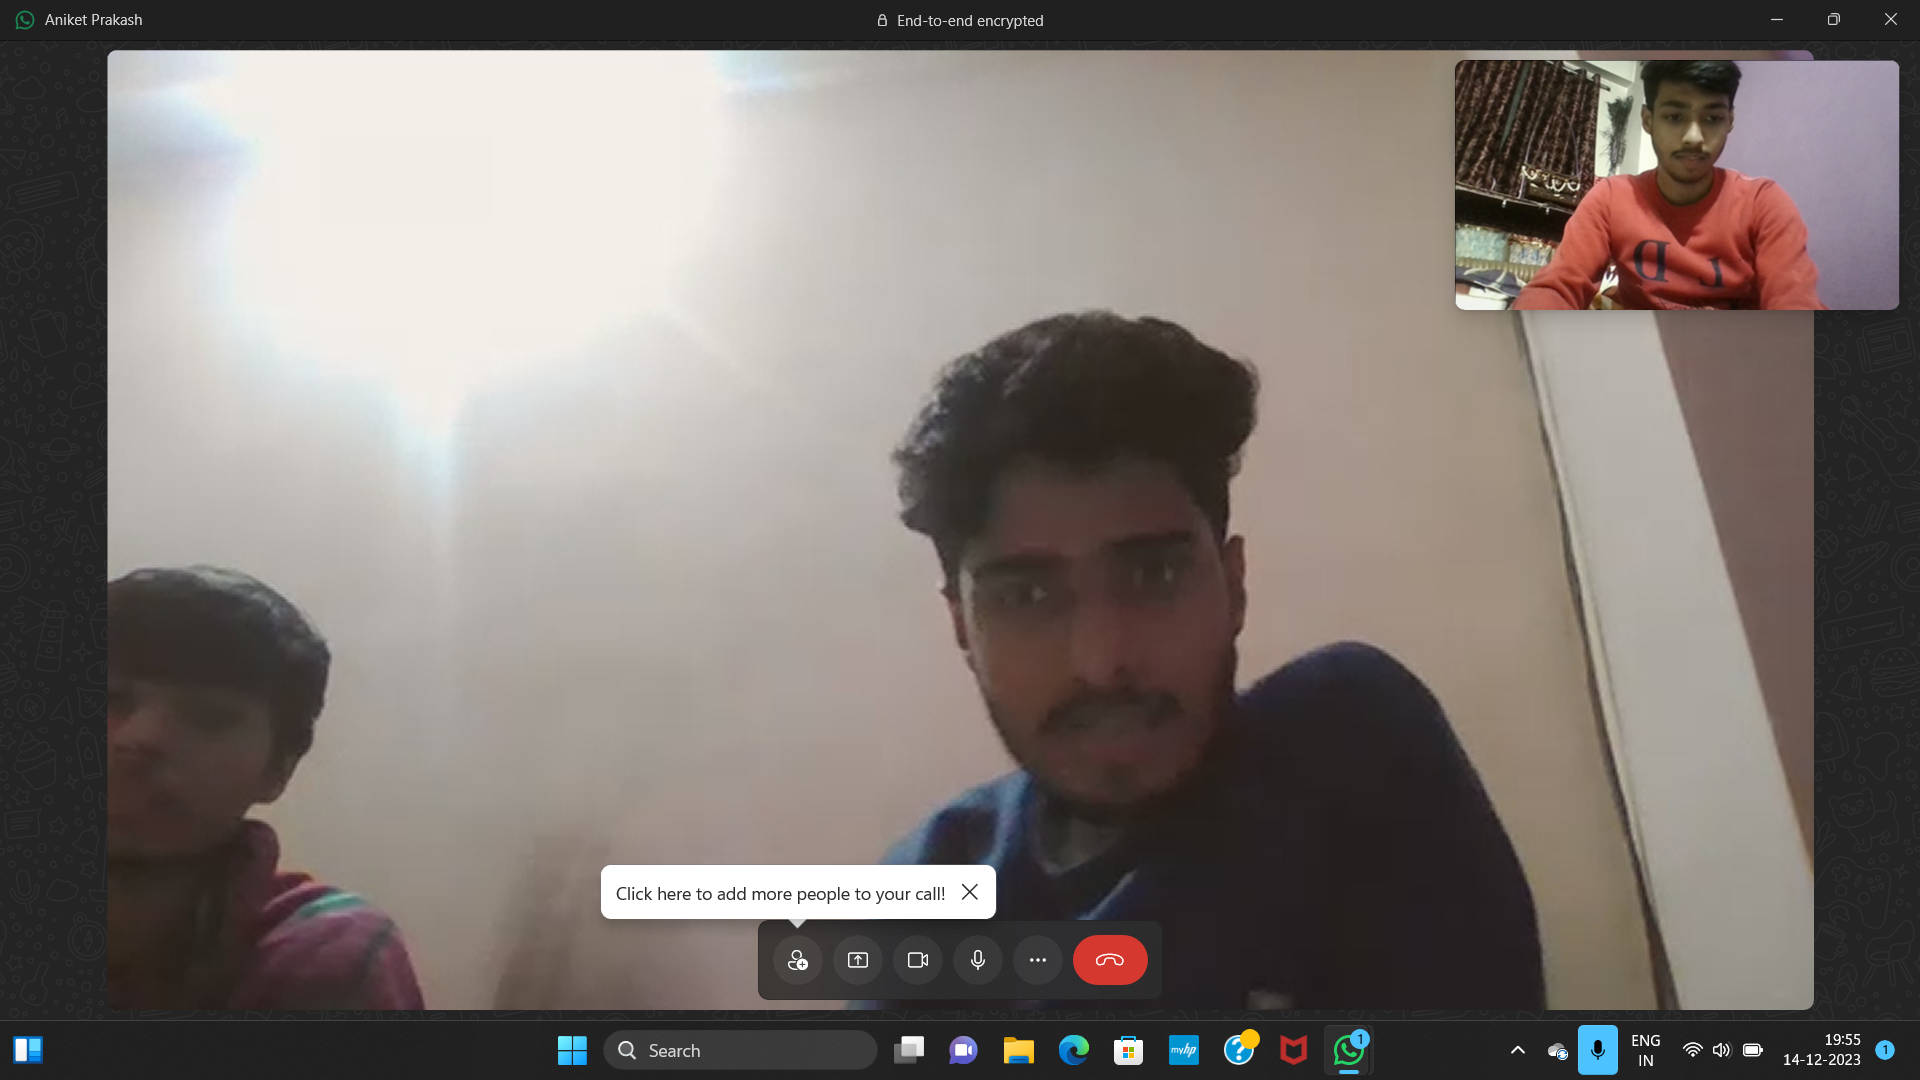 Aniket Prakash
End-to-end encrypted
D L
Click here to add more people to your call!
Search
myhp
1
ENG
IN
19:55
14-12-2023
1